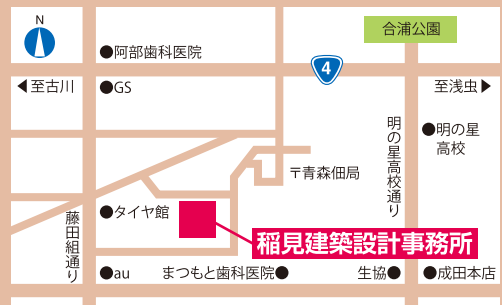 N
合浦公園
阿部歯科医院
4
至古川
GS
至浅虫
明の星
高校
明の星高校通り
〒青森佃局
藤田組通り
タイヤ館
稲見建築設計事務所
au
まつもと歯科医院
生協
成田本店